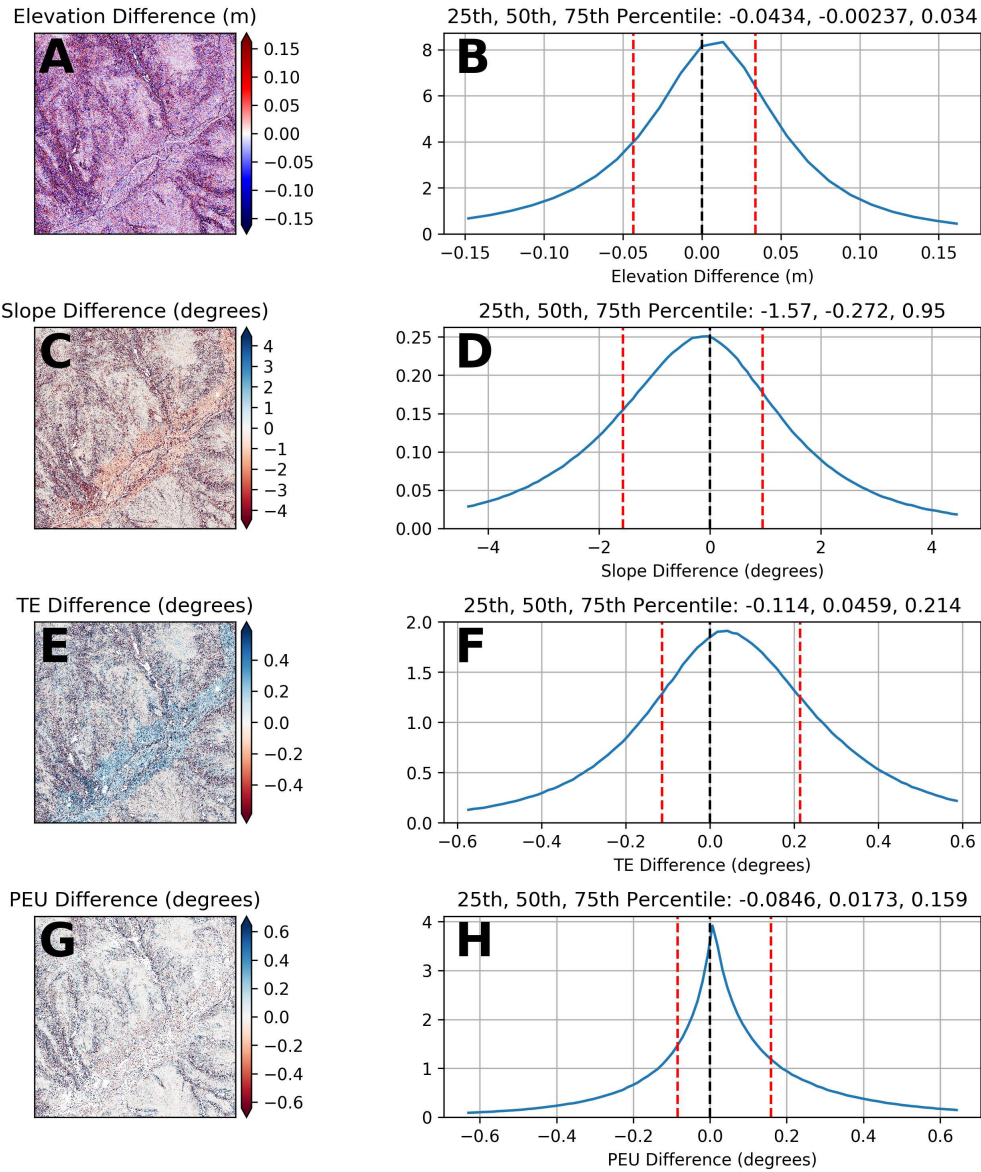 Elevation Difference (m)
A
0.15
0.10
0.05
0.00
−0.05
−0.10
−0.15
25th, 50th, 75th Percentile: -0.0434, -0.00237, 0.034
B
8
6
4
2
0
−0.15 −0.10 −0.05 0.00 0.05 0.10 0.15
Elevation Difference (m)
Slope Difference (degrees)
C
4
3
2
1
0
−1
−2
−3
−4
25th, 50th, 75th Percentile: -1.57, -0.272, 0.95
D
0.25
0.20
0.15
0.10
0.05
0.00
−4 −2 0 2 4
Slope Difference (degrees)
TE Difference (degrees)
E
0.4
0.2
0.0
−0.2
−0.4
25th, 50th, 75th Percentile: -0.114, 0.0459, 0.214
F
2.0
1.5
1.0
0.5
0.0
−0.6 −0.4 −0.2 0.0 0.2 0.4 0.6
TE Difference (degrees)
PEU Difference (degrees)
G
0.6
0.4
0.2
0.0
−0.2
−0.4
−0.6
25th, 50th, 75th Percentile: -0.0846, 0.0173, 0.159
H
4
3
2
1
0
−0.6 −0.4 −0.2 0.0 0.2 0.4 0.6
PEU Difference (degrees)